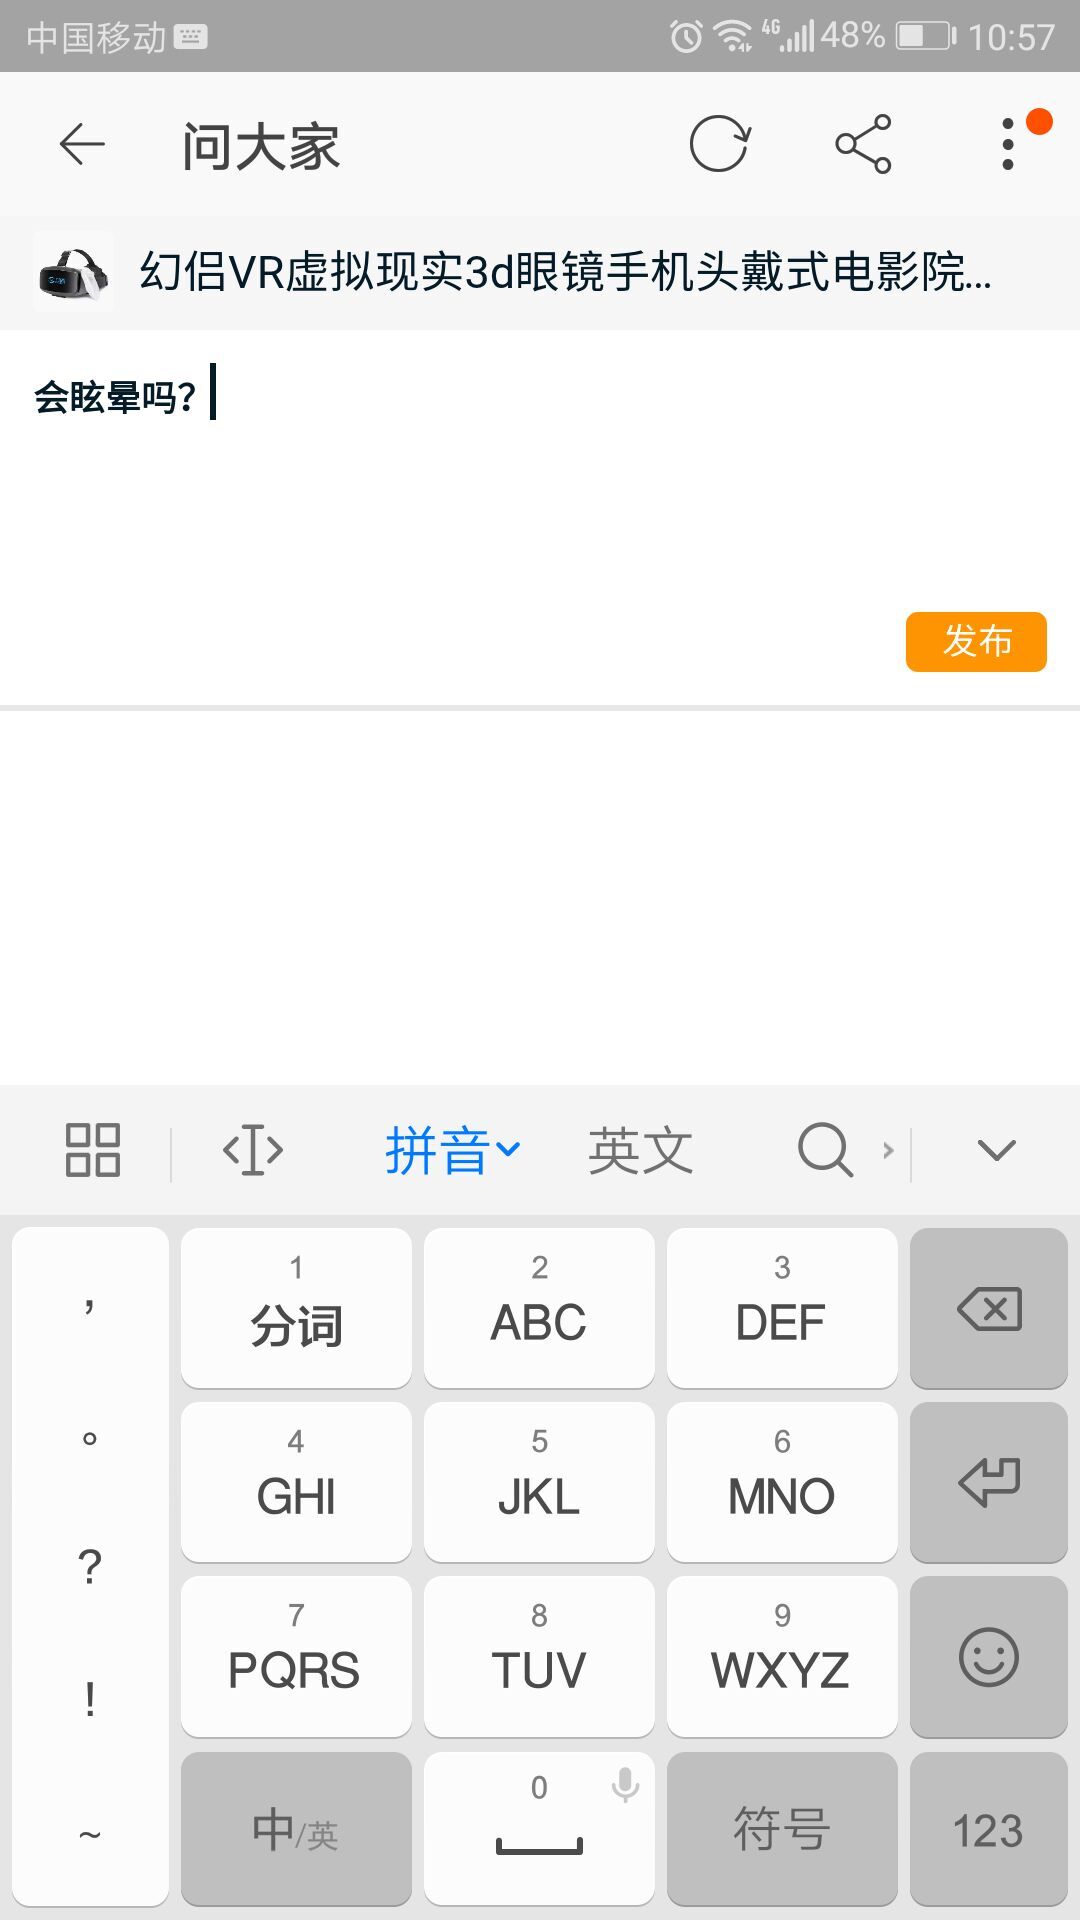 中国移动 4G 48% 10:57
问大家
幻侣VR虚拟现实3d眼镜手机头戴式电影院...
会眩晕吗？
发布
拼音 英文
，
。
？
！
~
1 2 3
分词 ABC DEF
4 5 6
GHI JKL MNO
7 8 9
PQRS TUV WXYZ
0
中/英 符号 123